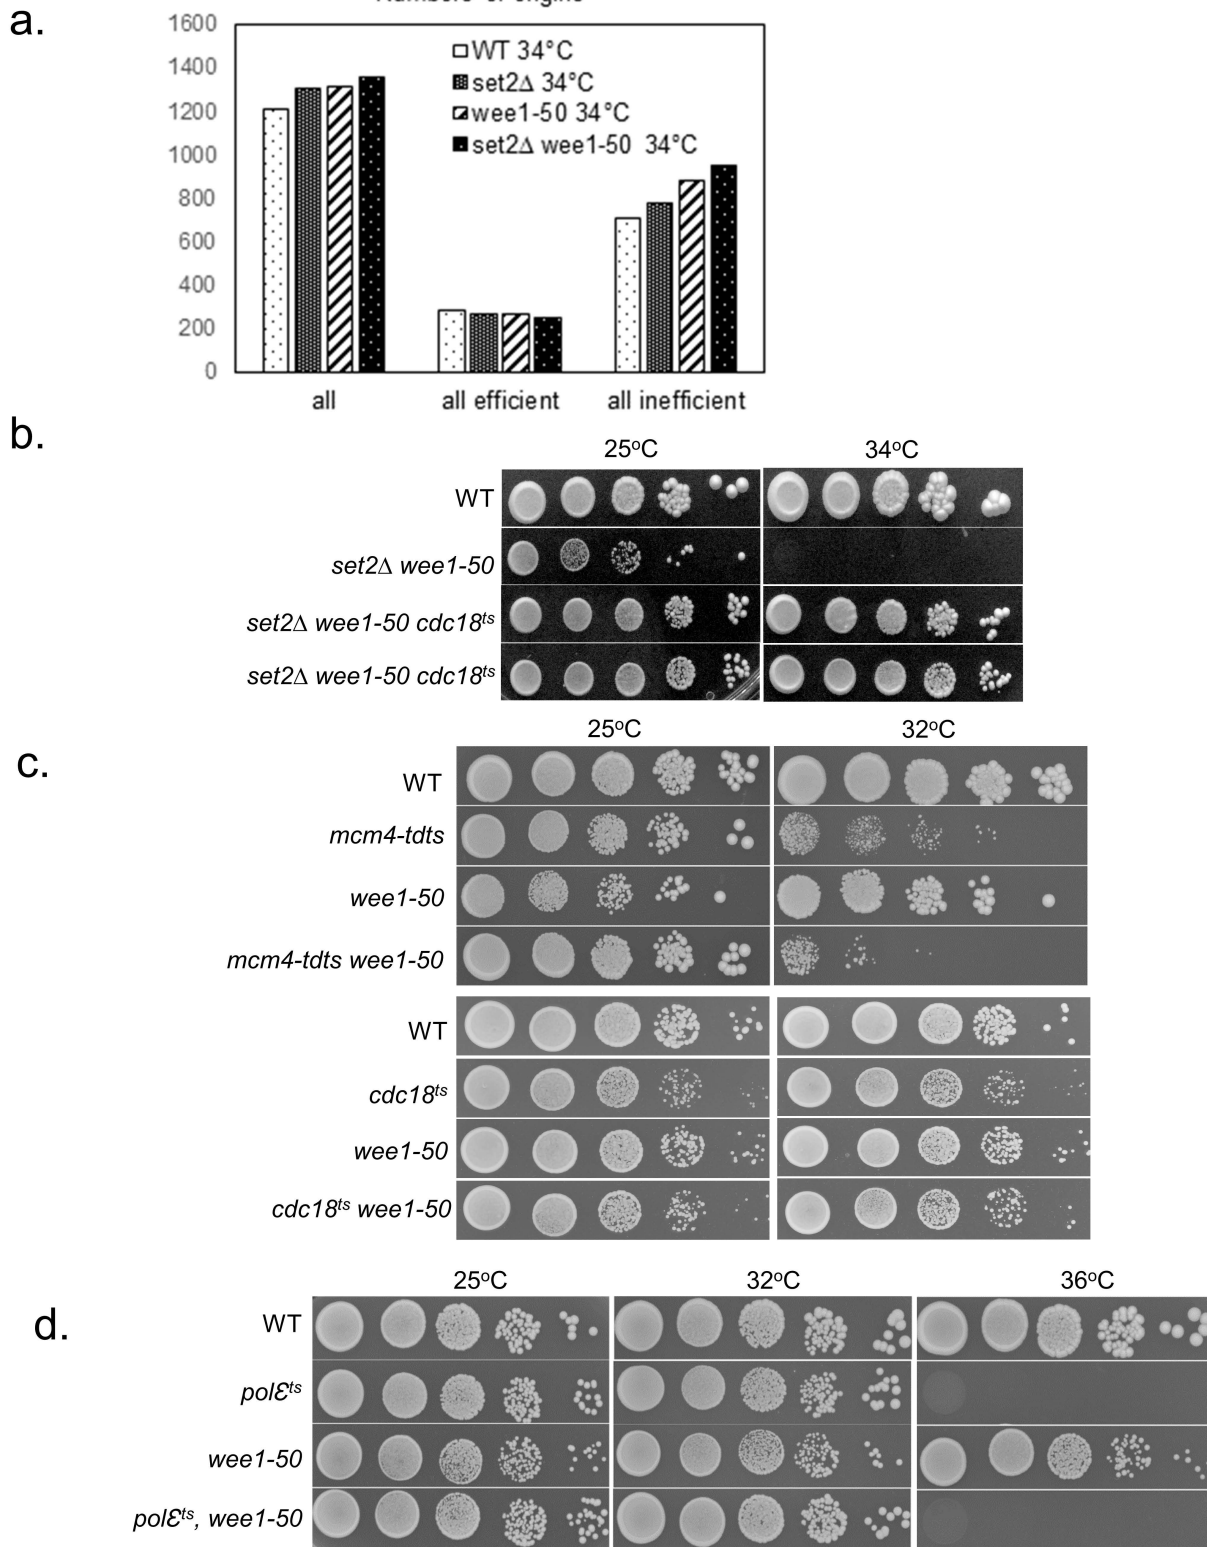 a.
1600
1400
1200
1000
800
600
400
200
0
WT 34°C
set2Δ 34°C
wee1-50 34°C
set2Δ wee1-50 34°C
all all efficient all inefficient
b.
25°C 34°C
WT
set2Δ wee1-50
set2Δ wee1-50 cdc18ts
set2Δ wee1-50 cdc18ts
c.
25°C 32°C
WT
mcm4-tdts
wee1-50
mcm4-tdts wee1-50
WT
cdc18ts
wee1-50
cdc18ts wee1-50
d.
25°C 32°C 36°C
WT
polƐts
wee1-50
polƐts, wee1-50